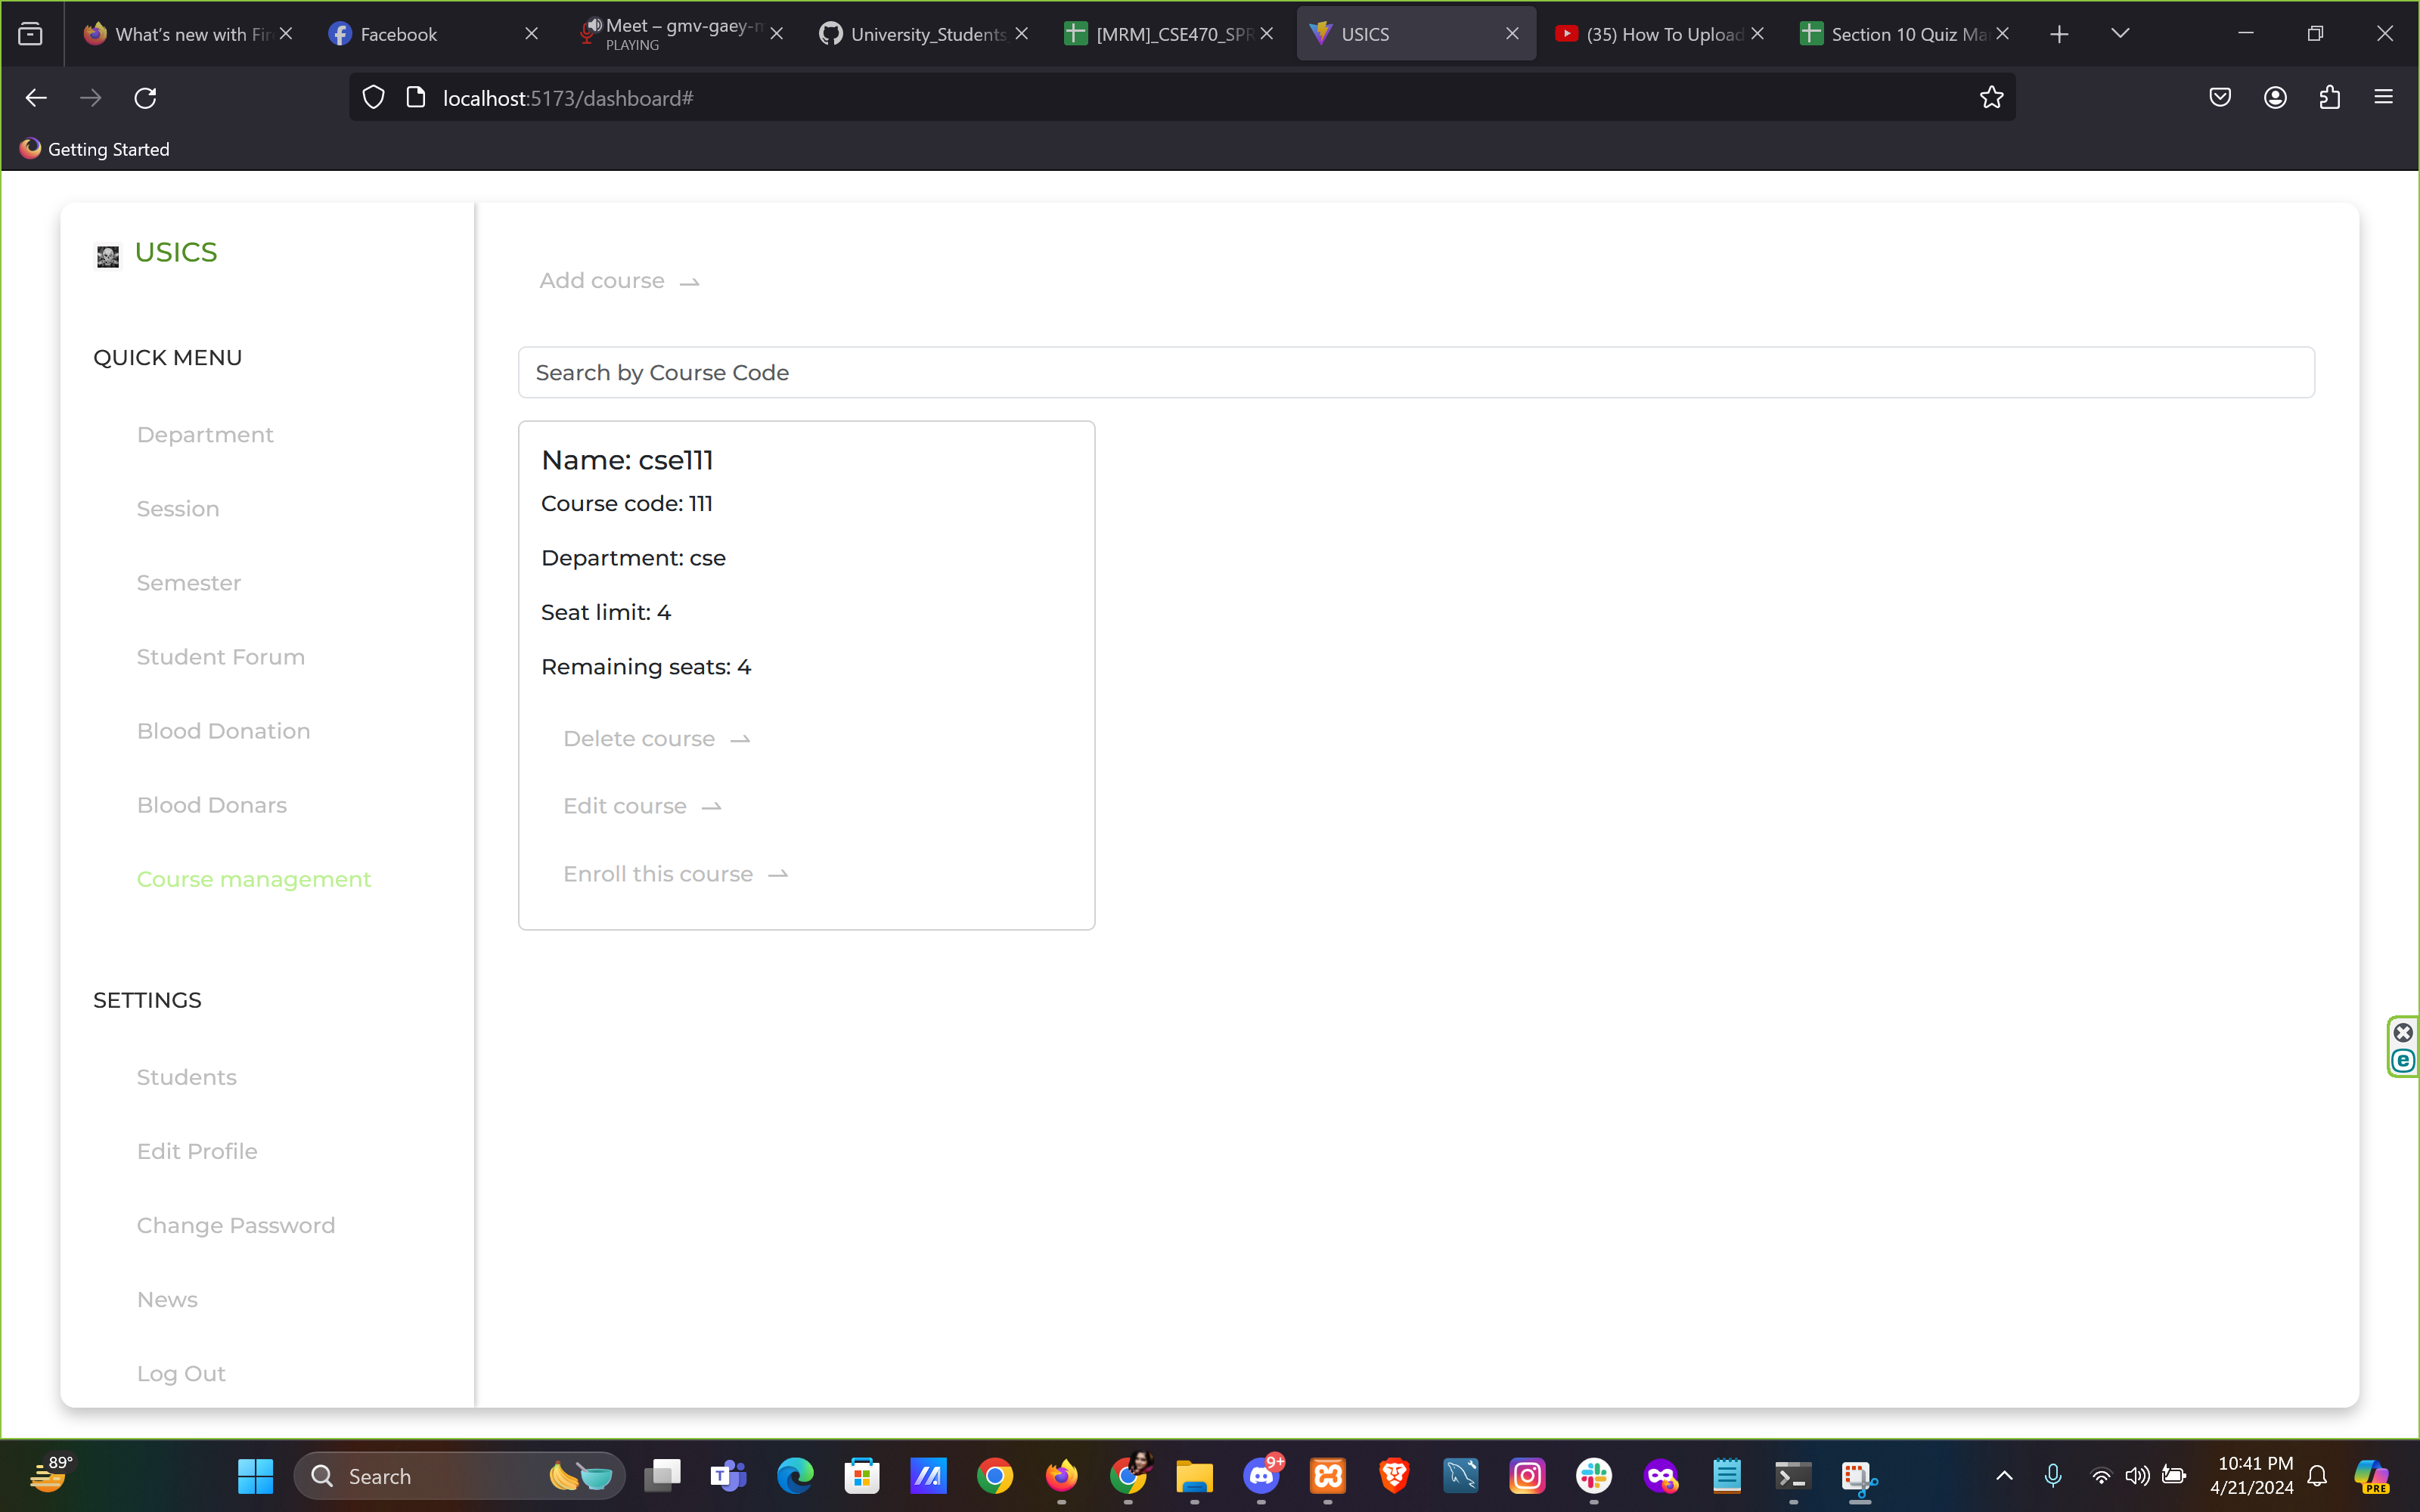 What's new with Fir
Facebook
Meet – gmv-gaey-m
PLAYING
University_Students
[MRM]_CSE470_SPR
USICS
(35) How To Upload
Section 10 Quiz Ma
localhost:5173/dashboard#
Getting Started
USICS
QUICK MENU
Department
Session
Semester
Student Forum
Blood Donation
Blood Donars
Course management
SETTINGS
Students
Edit Profile
Change Password
News
Log Out
Add course
Search by Course Code
Name: cse111
Course code: 111
Department: cse
Seat limit: 4
Remaining seats: 4
Delete course
Edit course
Enroll this course
89°
Search
9+
10:41 PM
4/21/2024
PRE